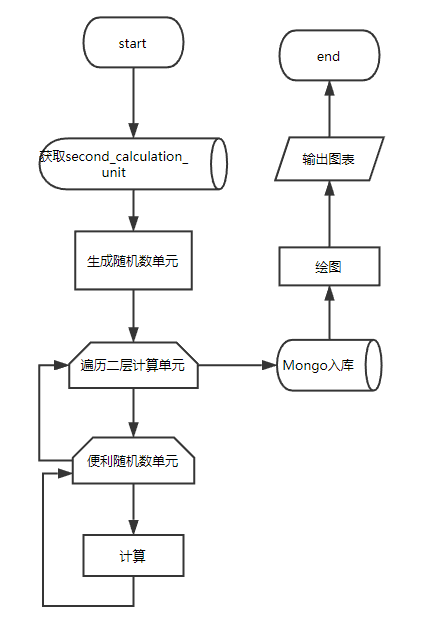 start
获取second_calculation_
unit
生成随机数单元
遍历二层计算单元
便利随机数单元
计算
end
输出图表
绘图
Mongo入库